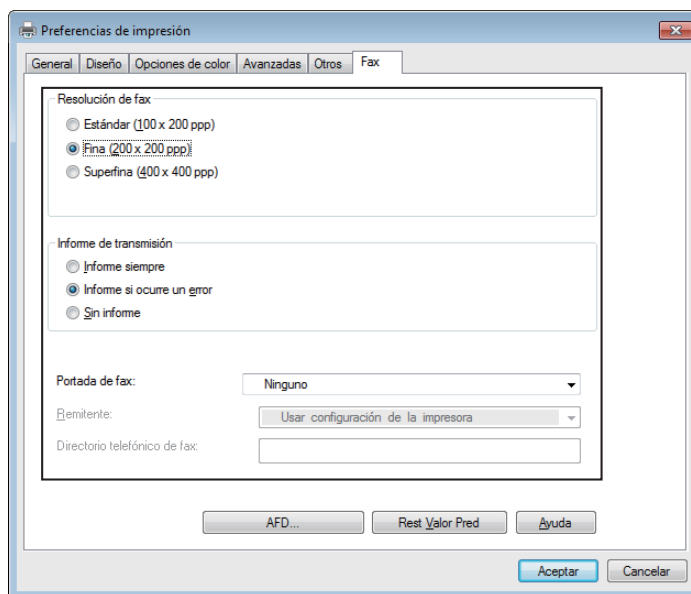 Preferencias de impresión
General Diseño Opciones de color Avanzadas Otros Fax
Resolución de fax
Estándar (100 x 200 ppp)
Fina (200 x 200 ppp)
Superfina (400 x 400 ppp)
Informe de transmisión
Informe siempre
Informe si ocurre un error
Sin informe
Portada de fax: Ninguno
Remitente: Usar configuración de la impresora
Directorio telefónico de fax:
AFD... Rest Valor Pred Ayuda
Aceptar Cancelar